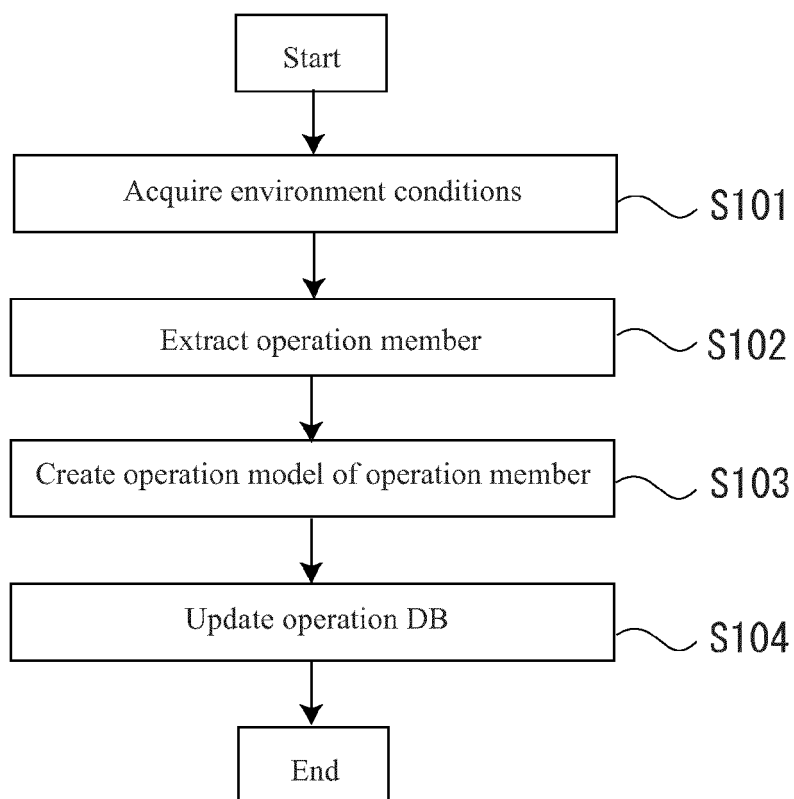 Start
Acquire environment conditions
S101
Extract operation member
S102
Create operation model of operation member
S103
Update operation DB
S104
End